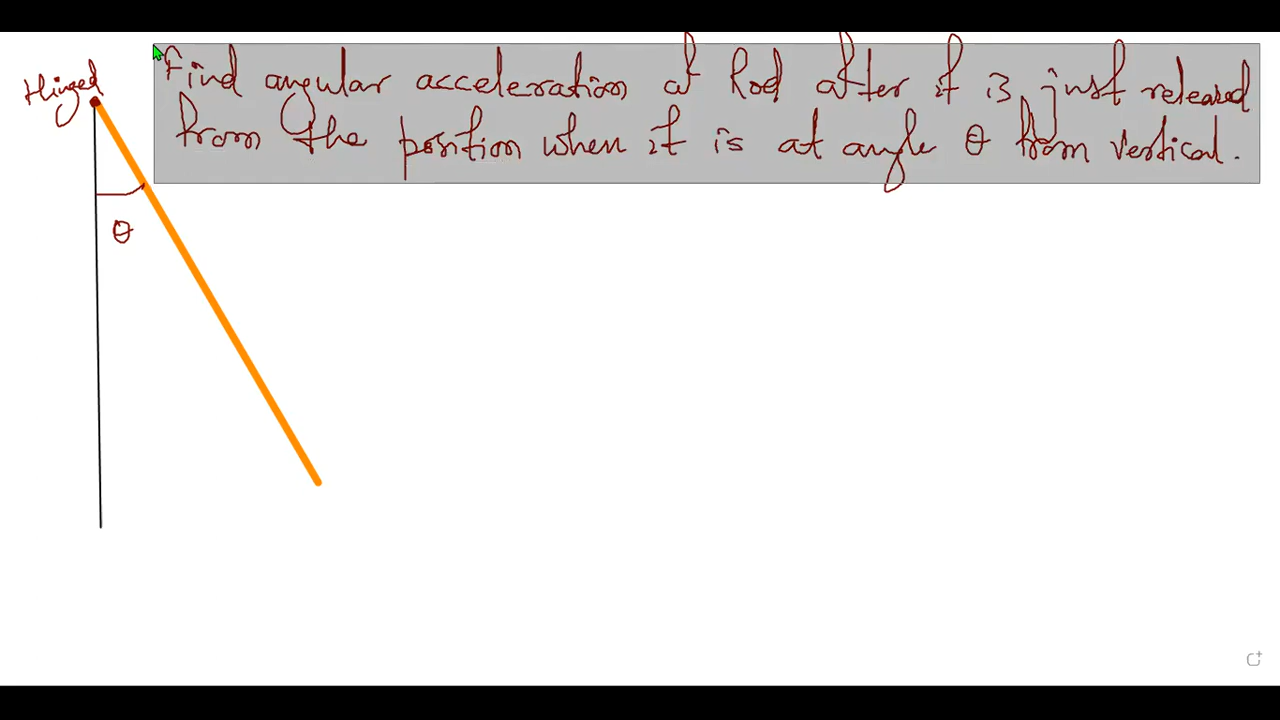 Hinged
Find angular acceleration of Rod after it is just released
from the position when it is at angle θ from vertical.
θ